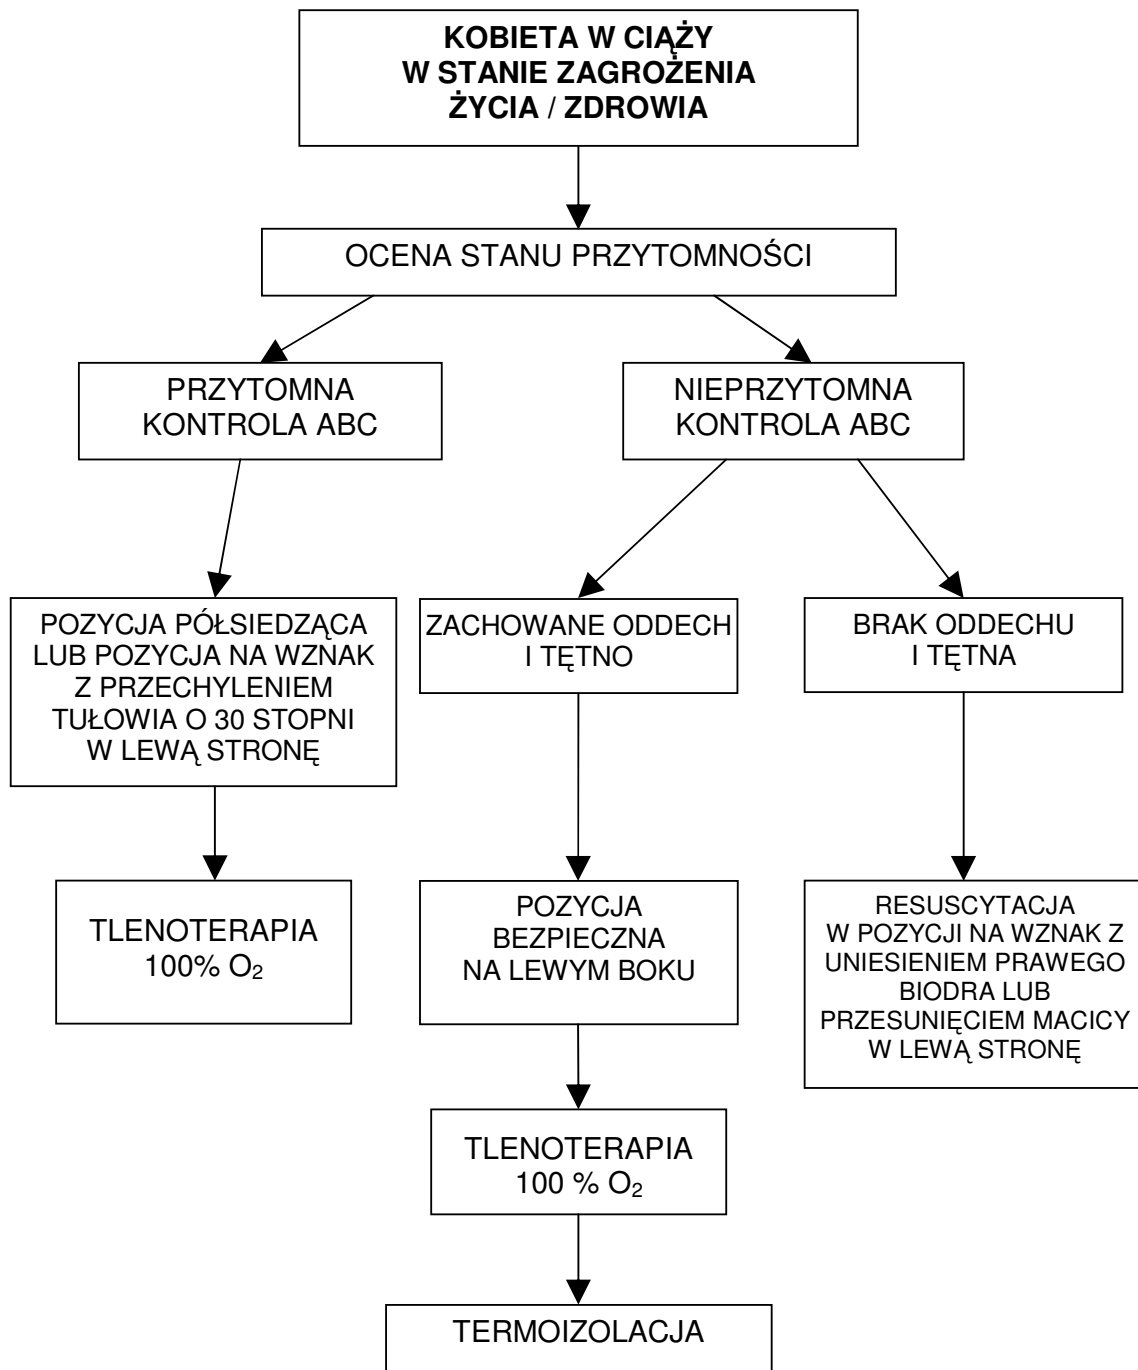 KOBIETA W CIĄŻY
W STANIE ZAGROŻENIA
ŻYCIA / ZDROWIA
OCENA STANU PRZYTOMNOŚCI
PRZYTOMNA
KONTROLA ABC
NIEPRZYTOMNA
KONTROLA ABC
POZYCJA PÓŁSIEDZĄCA
LUB POZYCJA NA WZNAK
Z PRZECHYLENIEM
TUŁOWIA O 30 STOPNI
W LEWĄ STRONĘ
ZACHOWANE ODDECH
I TĘTNO
BRAK ODDECHU
I TĘTNA
TLENOTERAPIA
100% O₂
POZYCJA
BEZPIECZNA
NA LEWYM BOKU
RESUSCYTACJA
W POZYCJI NA WZNAK Z
UNIESIENIEM PRAWEGO
BIODRA LUB
PRZESUNIĘCIEM MACICY
W LEWĄ STRONĘ
TLENOTERAPIA
100 % O₂
TERMOIZOLACJA